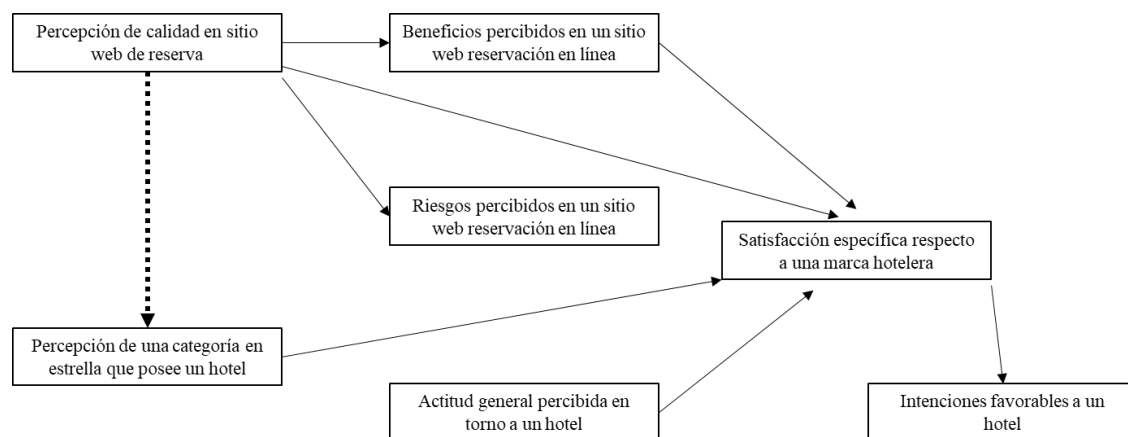 Percepción de calidad en sitio
web de reserva
Beneficios percibidos en un sitio
web reservación en línea
Riesgos percibidos en un sitio
web reservación en línea
Satisfacción específica respecto
a una marca hotelera
Percepción de una categoría en
estrella que posee un hotel
Actitud general percibida en
torno a un hotel
Intenciones favorables a un
hotel